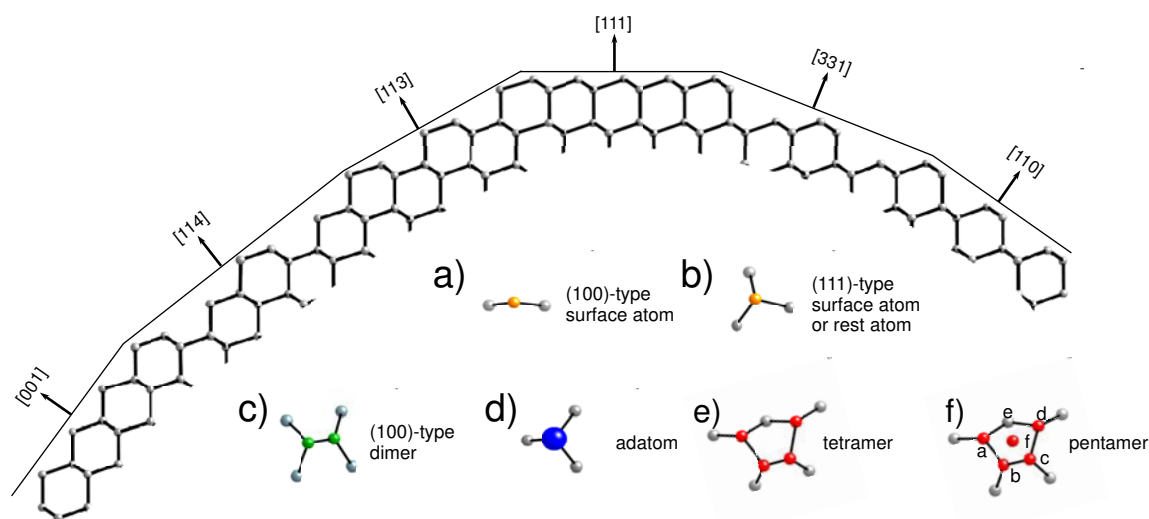 [111]
[331]
[113]
[110]
[114]
[001]
a)
(100)-type
surface atom
b)
(111)-type
surface atom
or rest atom
c)
(100)-type
dimer
d)
adatom
e)
tetramer
f)
e
d
f
a
c
b
pentamer